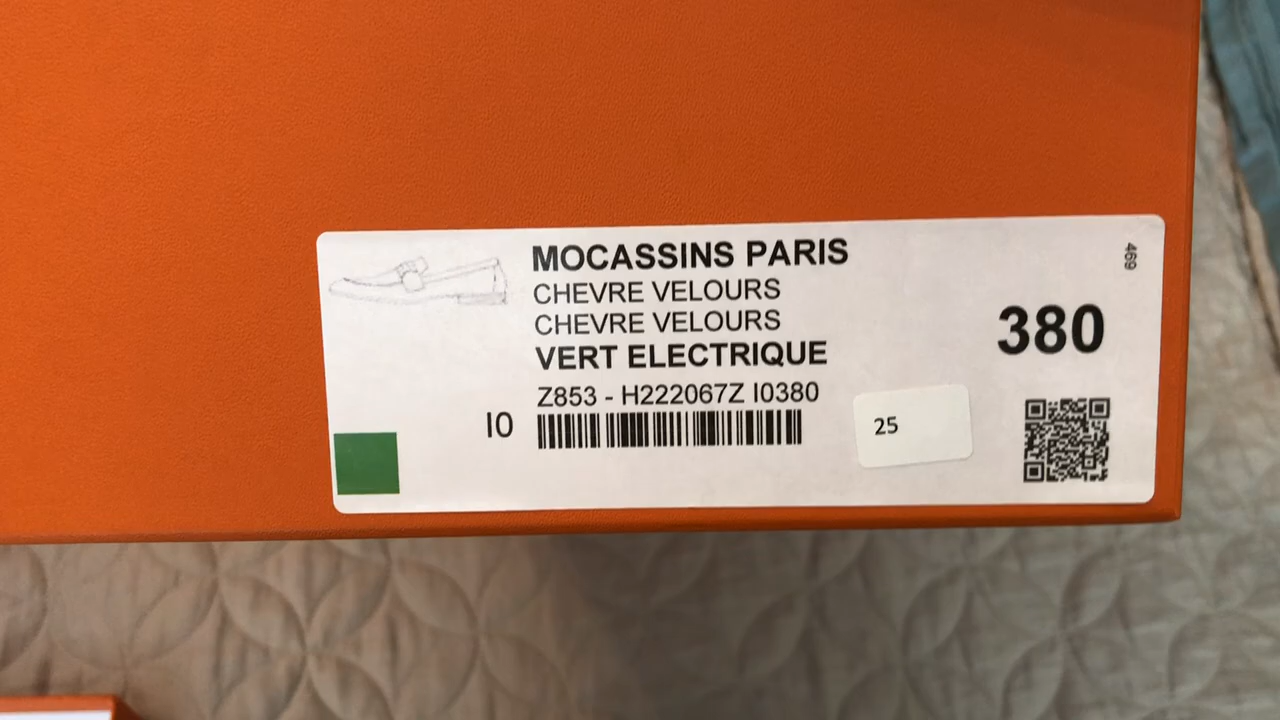 MOCASSINS PARIS
CHEVRE VELOURS
CHEVRE VELOURS
VERT ELECTRIQUE
Z853 - H222067Z I0380
I0
25
380
469